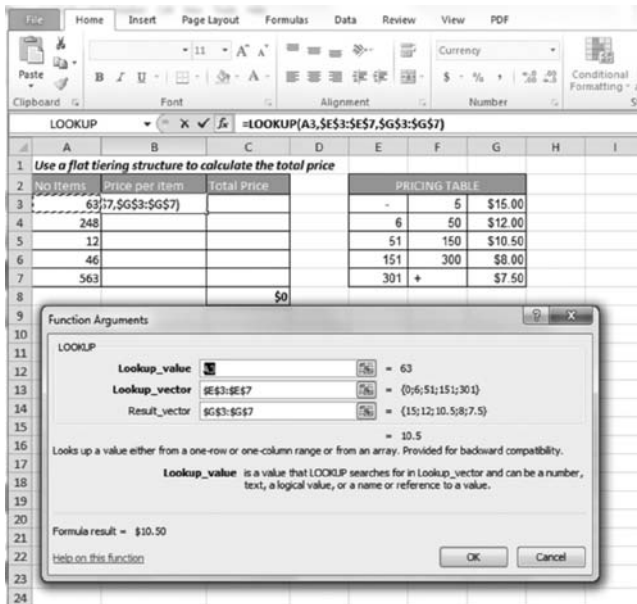 File Home Insert Page Layout Formulas Data Review View PDF
11 A A Currency
Paste B I U A $ % , Conditional
Formatting
Clipboard Font Alignment Number
LOOKUP fx =LOOKUP(A3,$E$3:$E$7,$G$3:$G$7)
A B C D E F G H I
1 Use a flat tiering structure to calculate the total price
2 No Items Price per item Total Price PRICING TABLE
3 63 $7,$G$3:$G$7) - 5 $15.00
4 248 6 50 $12.00
5 12 51 150 $10.50
6 46 151 300 $8.00
7 563 301 + $7.50
8 $0
9 Function Arguments
10
11 LOOKUP
12 Lookup_value A3 = 63
13 Lookup_vector $E$3:$E$7 = {0;6;51;151;301}
14 Result_vector $G$3:$G$7 = {15;12;10.5;8;7.5}
15 = 10.5
16 Looks up a value either from a one-row or one-column range or from an array. Provided for backward compatibility.
17 Lookup_value is a value that LOOKUP searches for in Lookup_vector and can be a number,
18 text, a logical value, or a name or reference to a value.
19
20
21 Formula result = $10.50
22 Help on this function OK Cancel
23
24